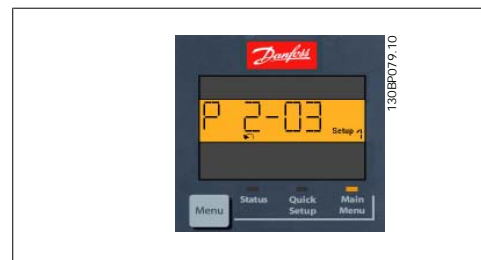 Danfoss
P 2-03
Setup 1
Status Quick Setup Main Menu
Menu
130BP079.10